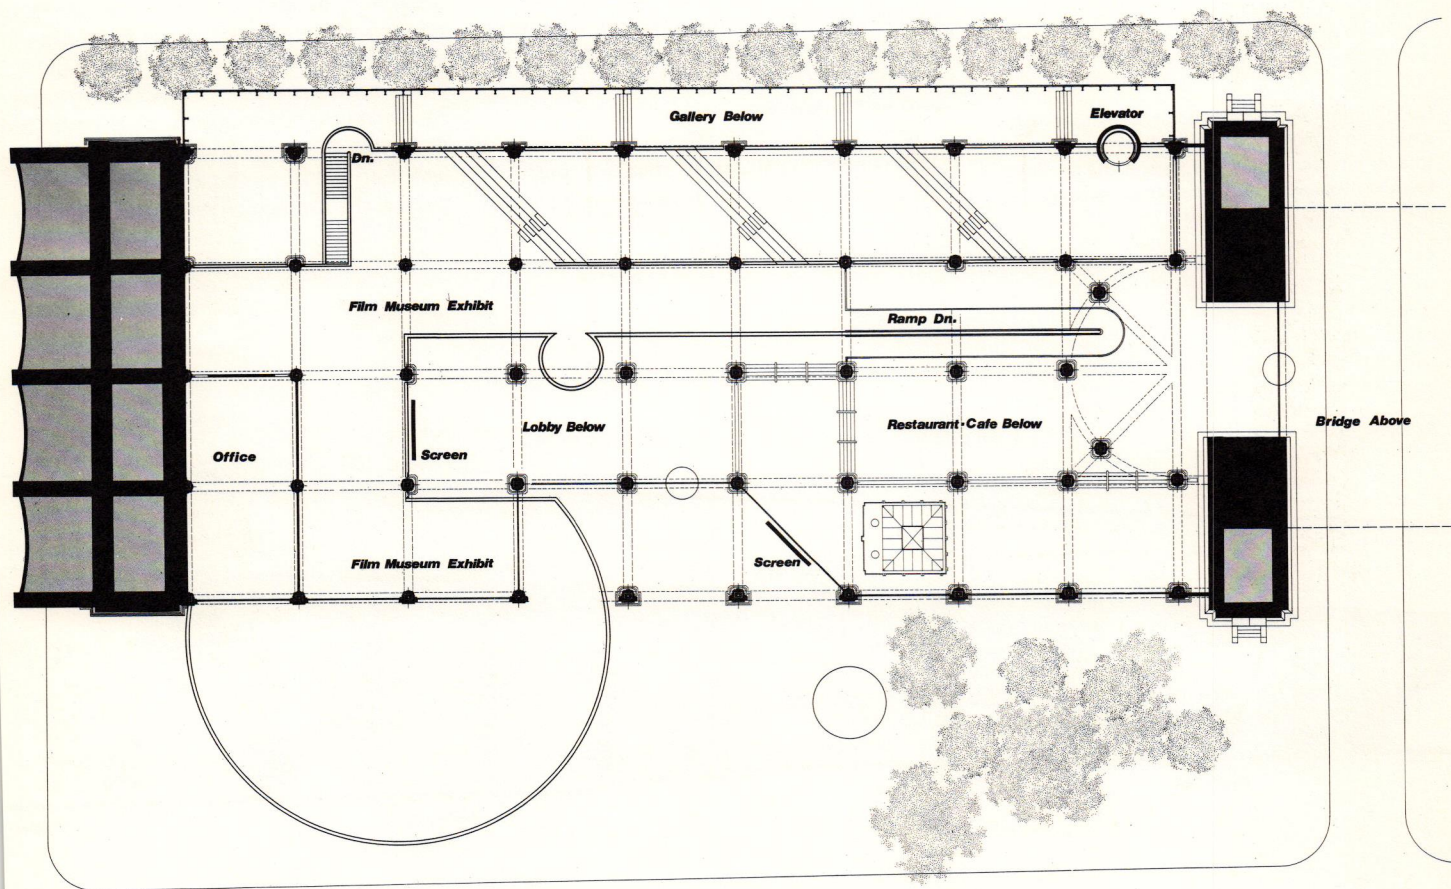 Gallery Below
Elevator
Dn.
Film Museum Exhibit
Ramp Dn.
Lobby Below
Restaurant·Cafe Below
Bridge Above
Screen
Office
Film Museum Exhibit
Screen